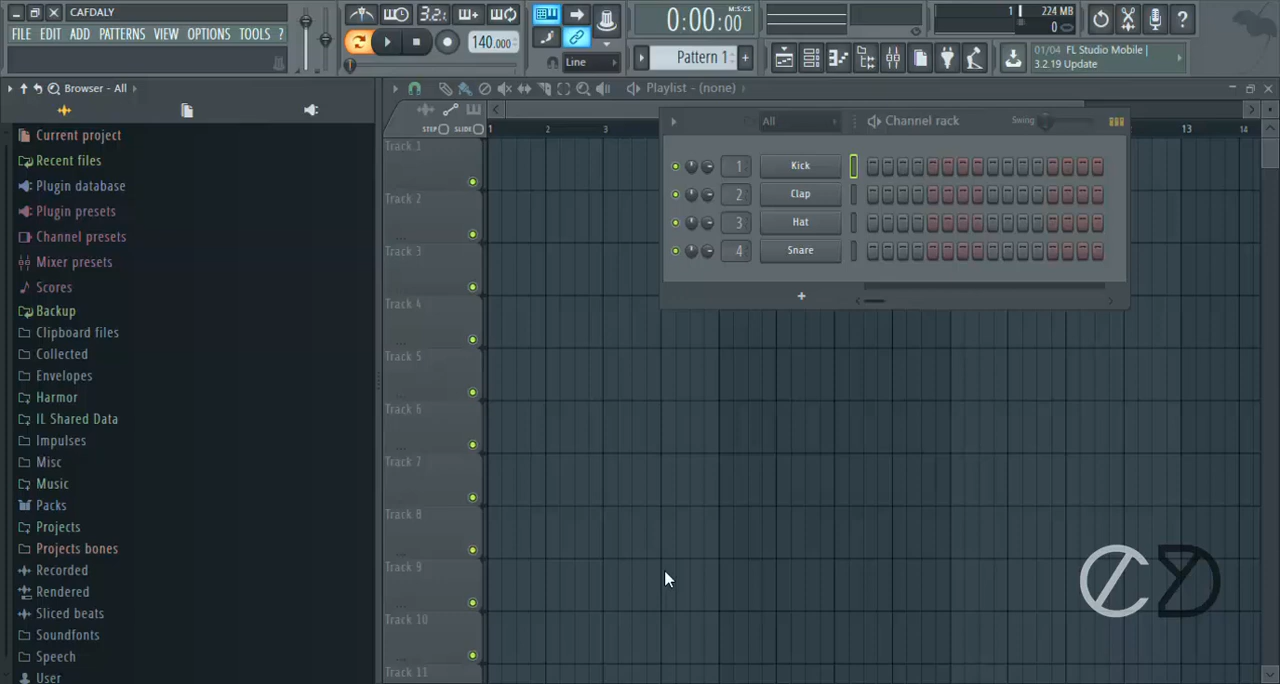 CAFDALY
FILE EDIT ADD PATTERNS VIEW OPTIONS TOOLS ?
3.2.
140.000
Line
0:00:00
M:S:CS
Pattern 1
1 224 MB
0
01/04 FL Studio Mobile |
3.2.19 Update
Browser - All
Playlist - (none)
Current project
Recent files
Plugin database
Plugin presets
Channel presets
Mixer presets
Scores
Backup
Clipboard files
Collected
Envelopes
Harmor
IL Shared Data
Impulses
Misc
Music
Packs
Projects
Projects bones
Recorded
Rendered
Sliced beats
Soundfonts
Speech
User
STEP SLIDE
1 2 3 13 14
Track 1
Track 2
Track 3
Track 4
Track 5
Track 6
Track 7
Track 8
Track 9
Track 10
Track 11
All Channel rack Swing
1 Kick
2 Clap
3 Hat
4 Snare
CD